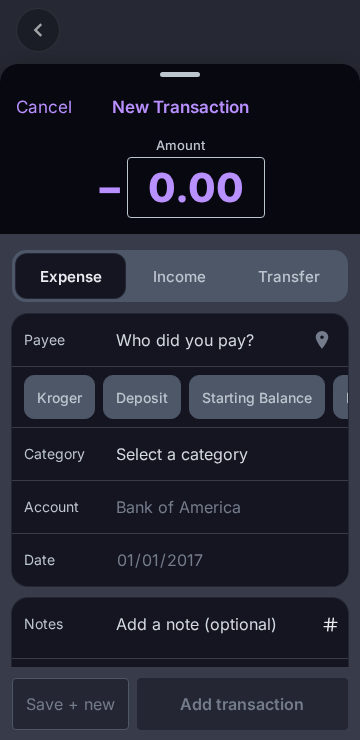 Cancel New Transaction
Amount
–0.00
Expense Income Transfer
Payee Who did you pay?
Kroger Deposit Starting Balance
Category Select a category
Account Bank of America
Date 01/01/2017
Notes Add a note (optional) #
Save + new Add transaction